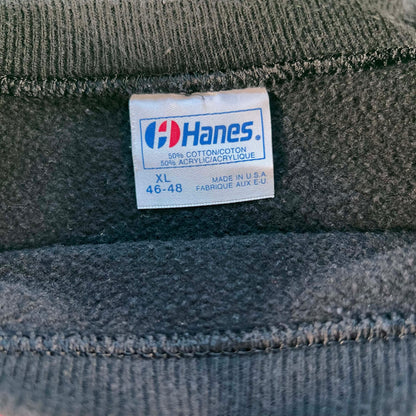 Hanes®
50% COTTON/COTON
50% ACRYLIC/ACRYLIQUE
XL
46-48
MADE IN U.S.A.
FABRIQUE AUX E-U.